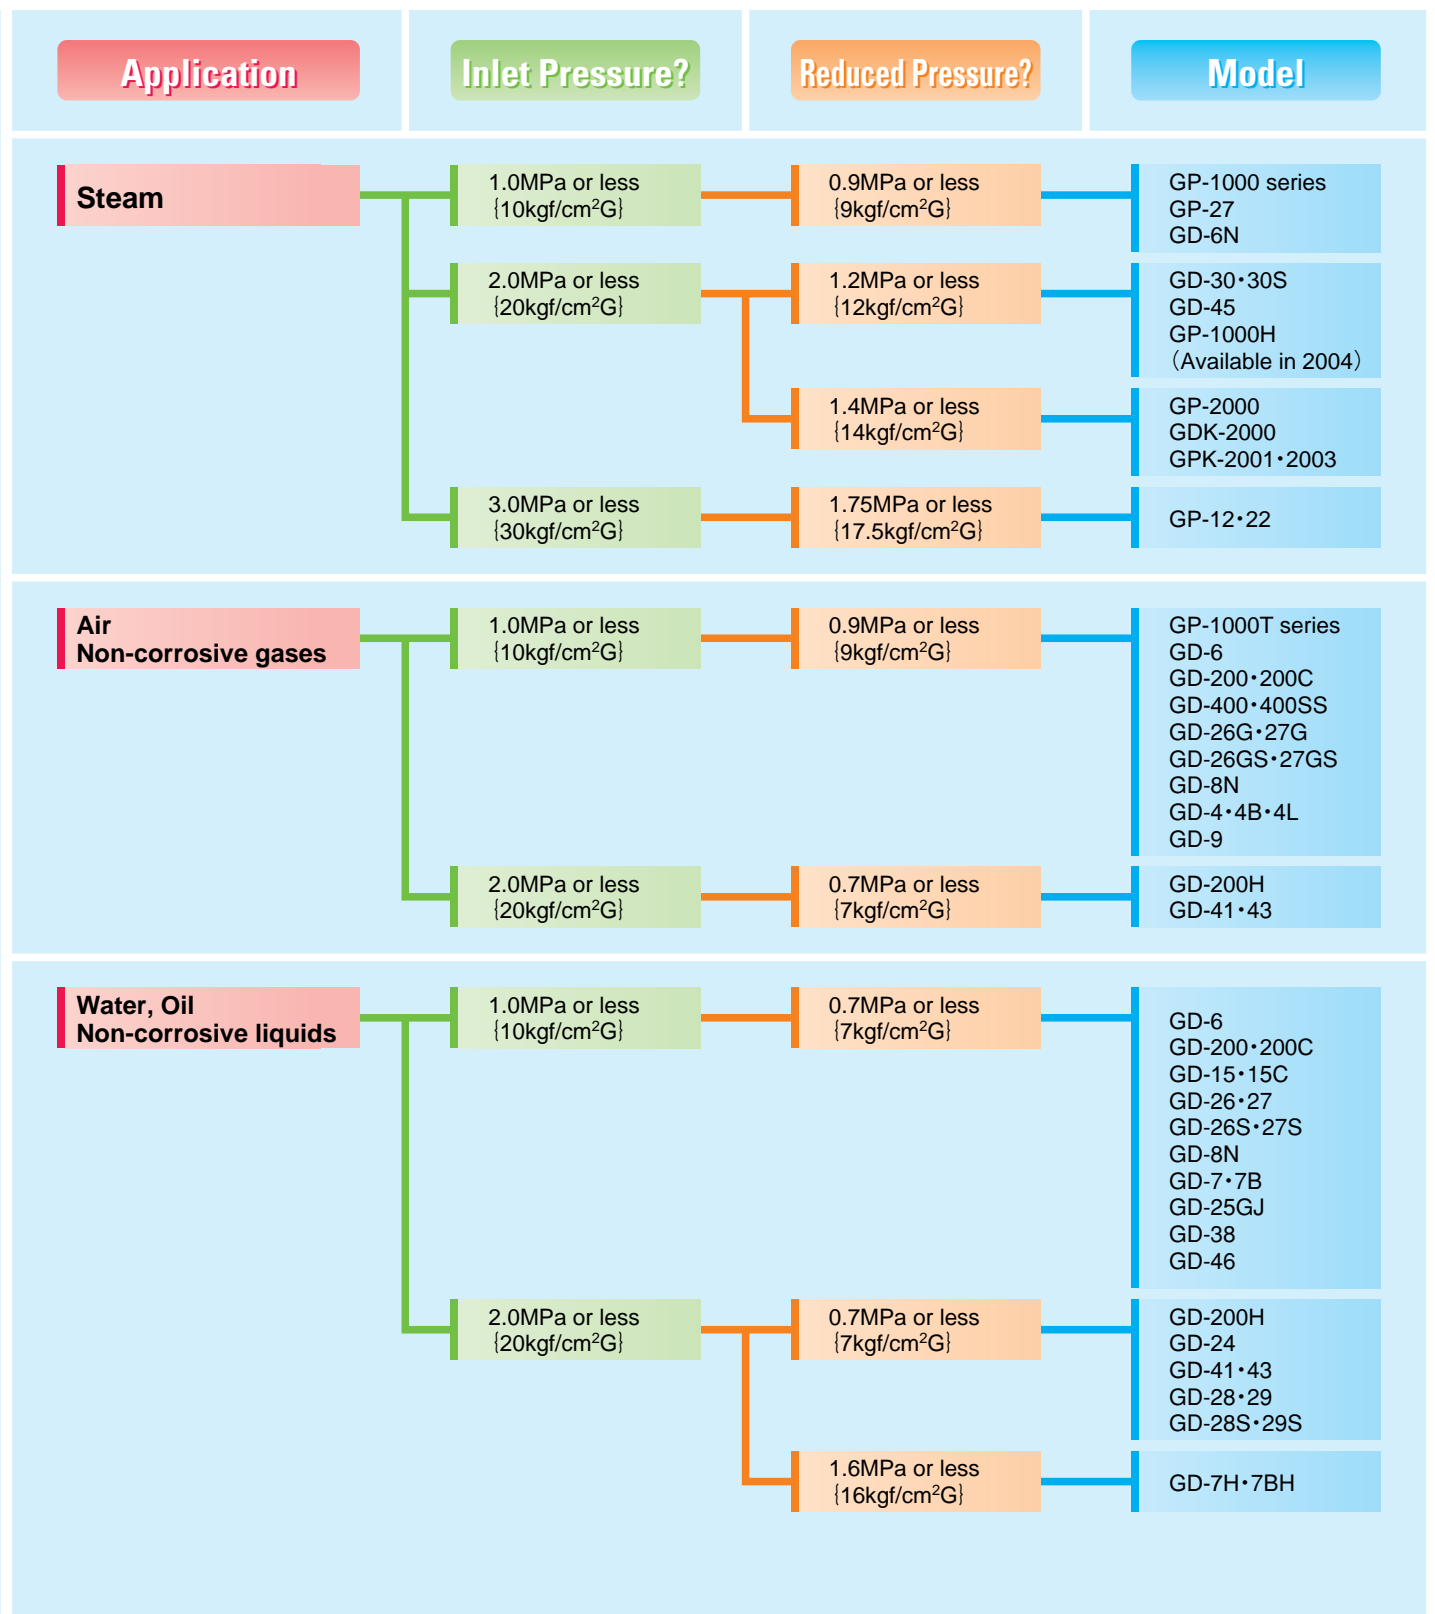 Application
Inlet Pressure?
Reduced Pressure?
Model
Steam
1.0MPa or less
{10kgf/cm²G}
0.9MPa or less
{9kgf/cm²G}
GP-1000 series
GP-27
GD-6N
2.0MPa or less
{20kgf/cm²G}
1.2MPa or less
{12kgf/cm²G}
GD-30・30S
GD-45
GP-1000H
（Available in 2004）
1.4MPa or less
{14kgf/cm²G}
GP-2000
GDK-2000
GPK-2001・2003
3.0MPa or less
{30kgf/cm²G}
1.75MPa or less
{17.5kgf/cm²G}
GP-12・22
Air
Non-corrosive gases
1.0MPa or less
{10kgf/cm²G}
0.9MPa or less
{9kgf/cm²G}
GP-1000T series
GD-6
GD-200・200C
GD-400・400SS
GD-26G・27G
GD-26GS・27GS
GD-8N
GD-4・4B・4L
GD-9
2.0MPa or less
{20kgf/cm²G}
0.7MPa or less
{7kgf/cm²G}
GD-200H
GD-41・43
Water, Oil
Non-corrosive liquids
1.0MPa or less
{10kgf/cm²G}
0.7MPa or less
{7kgf/cm²G}
GD-6
GD-200・200C
GD-15・15C
GD-26・27
GD-26S・27S
GD-8N
GD-7・7B
GD-25GJ
GD-38
GD-46
2.0MPa or less
{20kgf/cm²G}
0.7MPa or less
{7kgf/cm²G}
GD-200H
GD-24
GD-41・43
GD-28・29
GD-28S・29S
1.6MPa or less
{16kgf/cm²G}
GD-7H・7BH